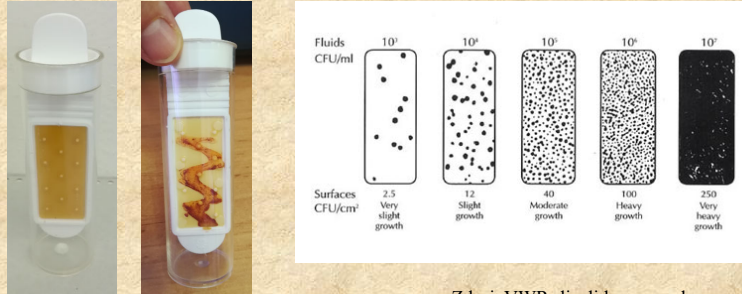 Fluids 10³ 10⁴ 10⁵ 10⁶ 10⁷
CFU/ml
Surfaces 2.5 12 40 100 250
CFU/cm² Very Slight Moderate Heavy Very
slight growth growth growth heavy
growth growth